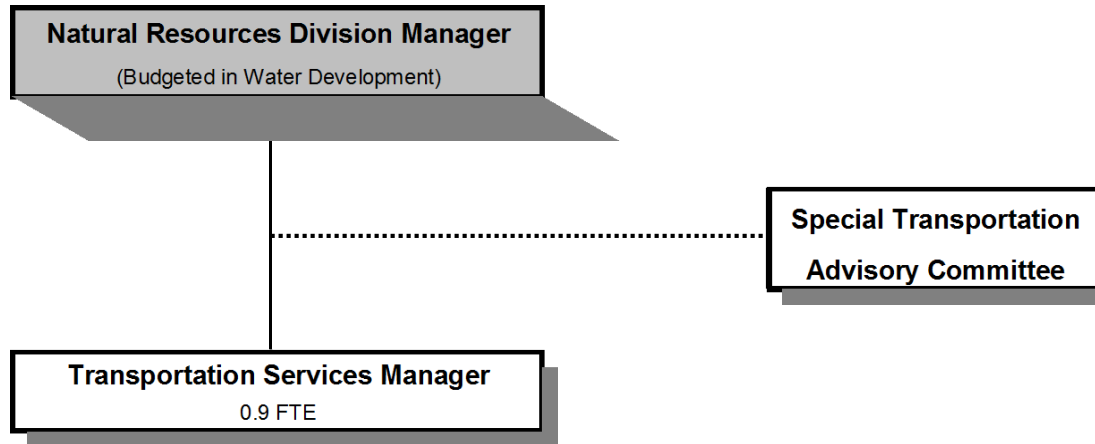 Natural Resources Division Manager
(Budgeted in Water Development)
Special Transportation
Advisory Committee
Transportation Services Manager
0.9 FTE